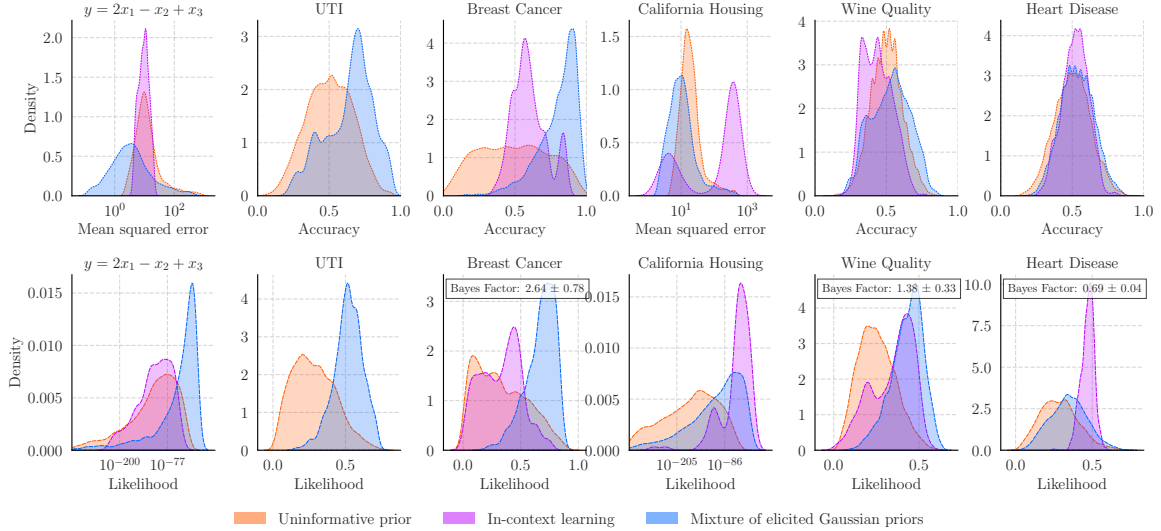 y = 2x₁ − x₂ + x₃ UTI Breast Cancer California Housing Wine Quality Heart Disease
Density
2.0
1.5
1.0
0.5
0.0
10⁰ 10²
Mean squared error
3
2
1
0
0.0 0.5 1.0
Accuracy
4
3
2
1
0
0.0 0.5 1.0
Accuracy
1.5
1.0
0.5
0.0
10¹ 10³
Mean squared error
4
3
2
1
0
0.0 0.5 1.0
Accuracy
4
3
2
1
0
0.0 0.5 1.0
Accuracy
y = 2x₁ − x₂ + x₃ UTI Breast Cancer California Housing Wine Quality Heart Disease
Density
0.015
0.010
0.005
0.000
10⁻²⁰⁰ 10⁻⁷⁷
Likelihood
4
2
0
0.5
Likelihood
Bayes Factor: 2.64 ± 0.78
3
2
1
0
0.0 0.5 1.0
Likelihood
0.015
0.010
0.005
0.000
10⁻²⁰⁵ 10⁻⁸⁶
Likelihood
Bayes Factor: 1.38 ± 0.33
4
3
2
1
0
0.0 0.5
Likelihood
Bayes Factor: 0.69 ± 0.04
10.0
7.5
5.0
2.5
0.0
0.0 0.5
Likelihood
Uninformative prior In-context learning Mixture of elicited Gaussian priors